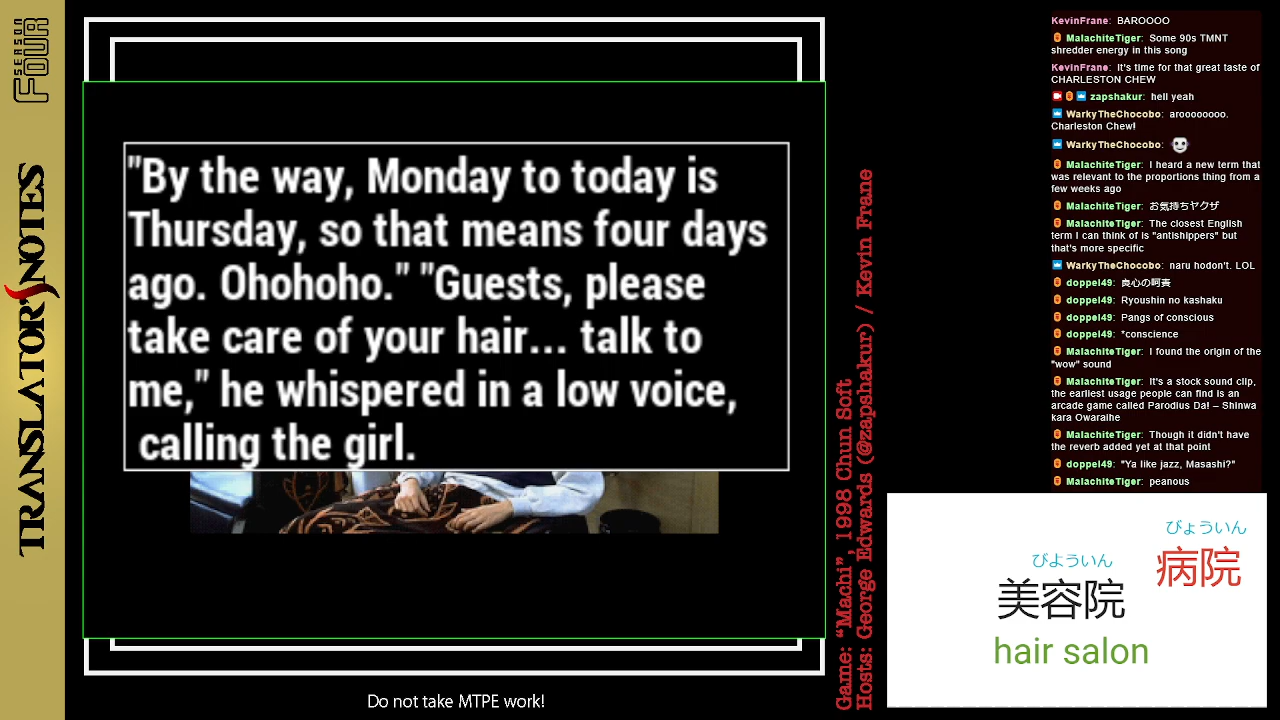 SEASON
FOUR
TRANSLATOR'S NOTES
"By the way, Monday to today is
Thursday, so that means four days
ago. Ohohoho." "Guests, please
take care of your hair... talk to
me," he whispered in a low voice,
calling the girl.
Do not take MTPE work!
Game: "Machi", 1998 Chun Soft
Hosts: George Edwards (@zapshakur) / Kevin Frane
KevinFrane: BAROOOO
MalachiteTiger: Some 90s TMNT
shredder energy in this song
KevinFrane: It's time for that great taste of
CHARLESTON CHEW
zapshakur: hell yeah
WarkyTheChocobo: aroooooooo.
Charleston Chew!
WarkyTheChocobo:
MalachiteTiger: I heard a new term that
was relevant to the proportions thing from a
few weeks ago
MalachiteTiger: お気持ちヤクザ
MalachiteTiger: The closest English
term I can think of is "antishippers" but
that's more specific
WarkyTheChocobo: naru hodon't. LOL
doppel49: 良心の呵責
doppel49: Ryoushin no kashaku
doppel49: Pangs of conscious
doppel49: *conscience
MalachiteTiger: I found the origin of the
"wow" sound
MalachiteTiger: It's a stock sound clip,
the earliest usage people can find is an
arcade game called Parodius Da! – Shinwa
kara Owaraihe
MalachiteTiger: Though it didn't have
the reverb added yet at that point
doppel49: "Ya like jazz, Masashi?"
MalachiteTiger: peanous
びょういん
病院
びよういん
美容院
hair salon